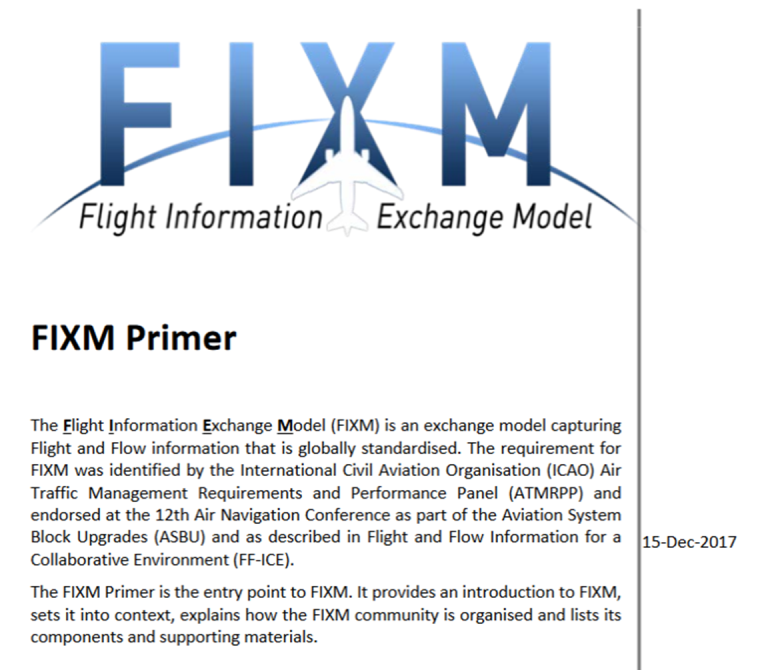 FIXM
Flight Information Exchange Model
FIXM Primer
The Flight Information Exchange Model (FIXM) is an exchange model capturing
Flight and Flow information that is globally standardised. The requirement for
FIXM was identified by the International Civil Aviation Organisation (ICAO) Air
Traffic Management Requirements and Performance Panel (ATMRPP) and
endorsed at the 12th Air Navigation Conference as part of the Aviation System
Block Upgrades (ASBU) and as described in Flight and Flow Information for a
Collaborative Environment (FF-ICE).
The FIXM Primer is the entry point to FIXM. It provides an introduction to FIXM,
sets it into context, explains how the FIXM community is organised and lists its
components and supporting materials.
15-Dec-2017